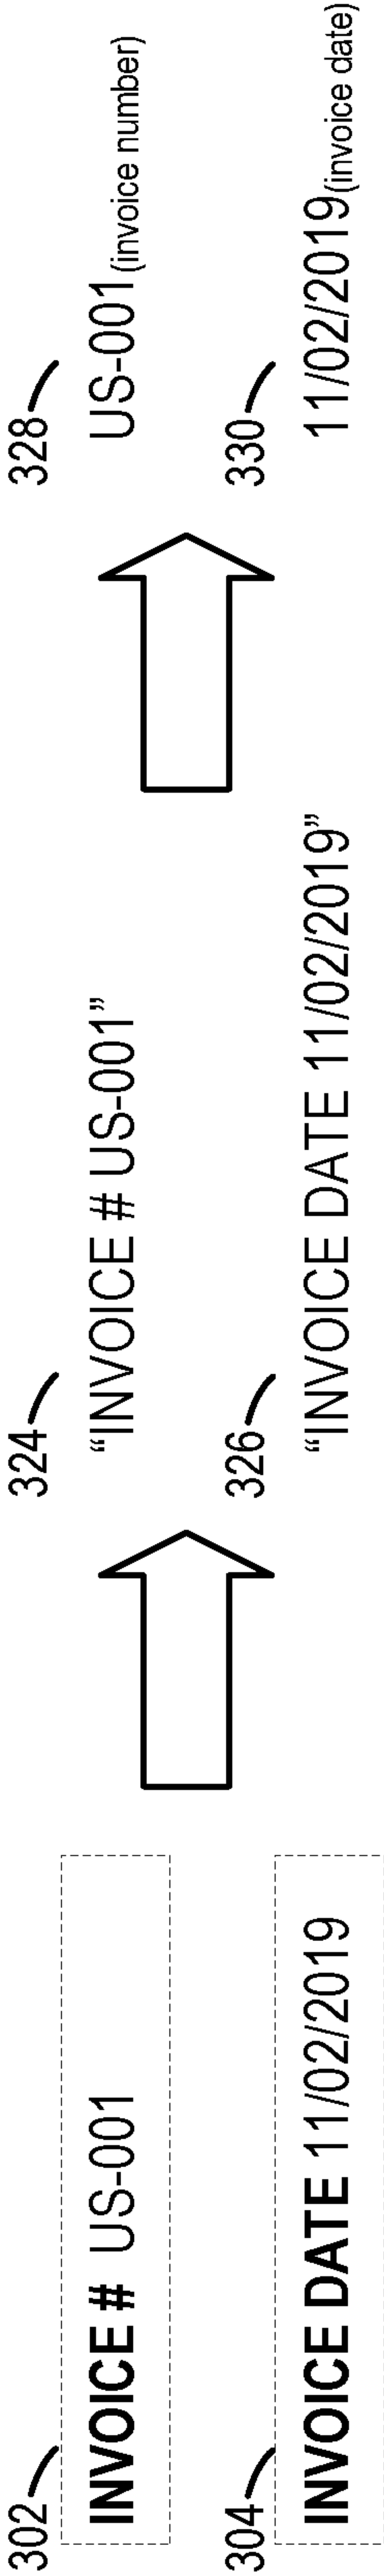 302
INVOICE # US-001
304
INVOICE DATE 11/02/2019
324
“INVOICE # US-001”
326
“INVOICE DATE 11/02/2019”
328
US-001(invoice number)
330
11/02/2019(invoice date)